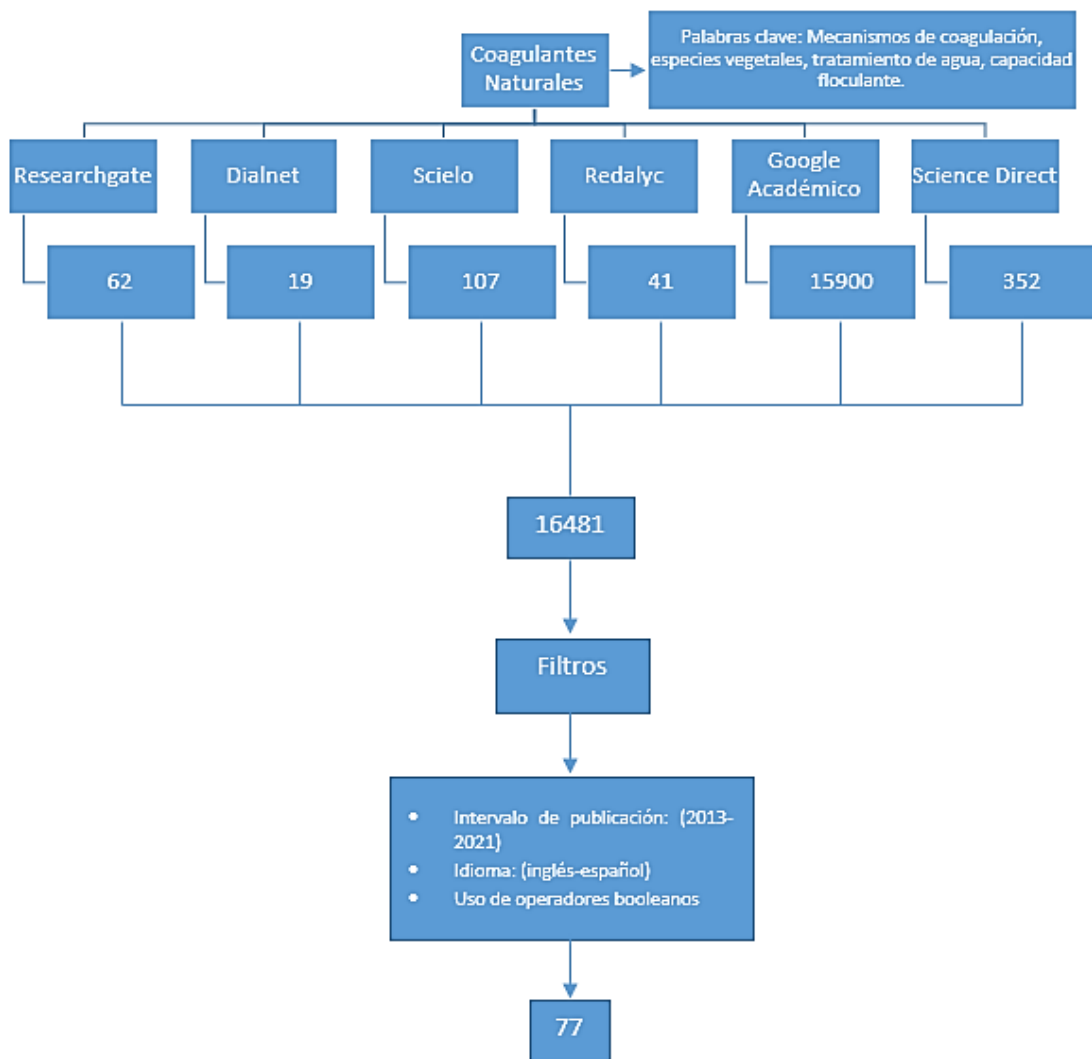 Coagulantes
Naturales
Palabras clave: Mecanismos de coagulación,
especies vegetales, tratamiento de agua, capacidad
floculante.
Researchgate
Dialnet
Scielo
Redalyc
Google
Académico
Science Direct
62
19
107
41
15900
352
16481
Filtros
• Intervalo de publicación: (2013-
2021)
• Idioma: (inglés-español)
• Uso de operadores booleanos
77